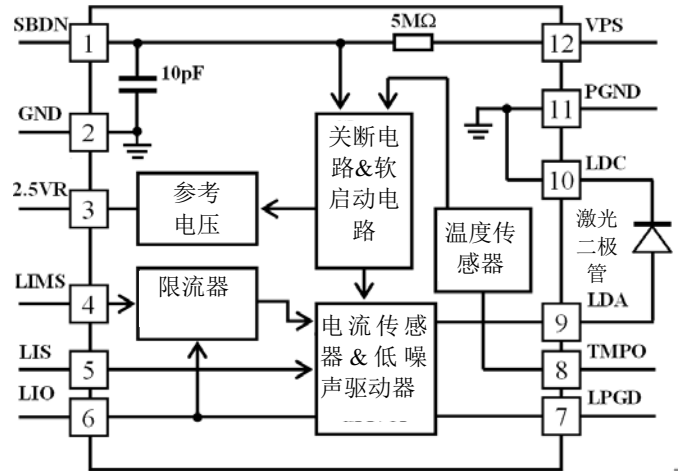 SBDN
1
10pF
GND
2
2.5VR
3
LIMS
4
LIS
5
LIO
6
5MΩ
参考
电压
限流器
关断电
路&软
启动电
路
温度传
感器
电流传感
器&低噪
声驱动器
VPS
12
PGND
11
LDC
10
激光
二极
管
LDA
9
TMPO
8
LPGD
7